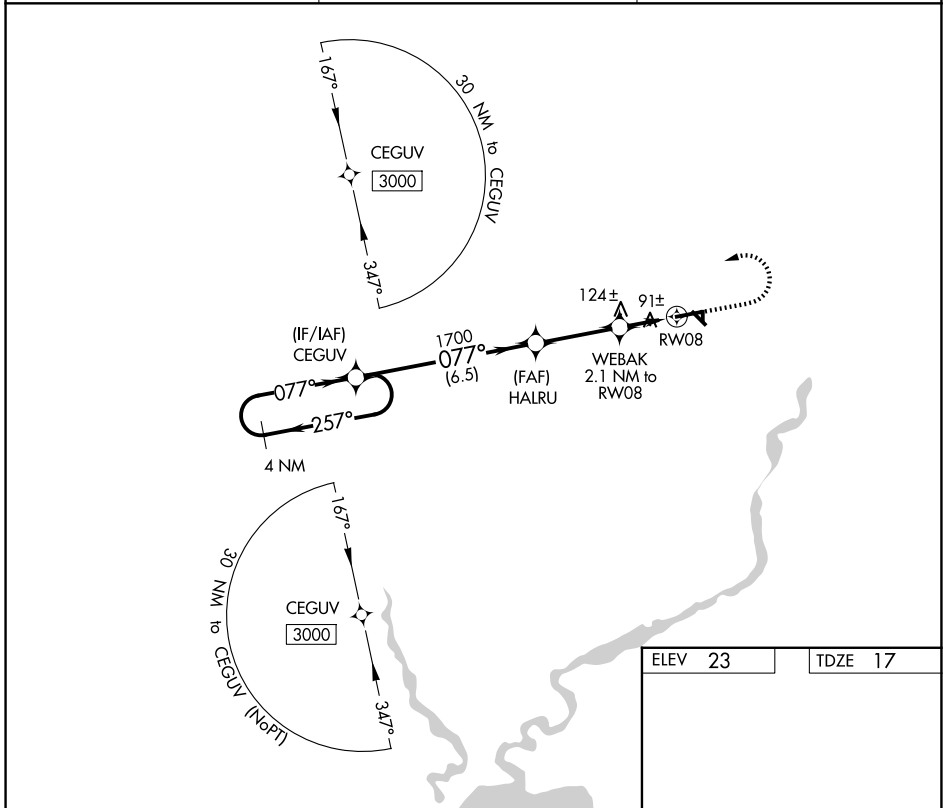 167°
30 NM to CEGUV
CEGUV
3000
347°
124±
91±
RW08
(IF/IAF)
CEGUV
1700
077°
(6.5)
(FAF)
HALRU
WEBAK
2.1 NM to
RW08
077°
257°
4 NM
167°
30 NM to CEGUV (NoPT)
CEGUV
3000
347°
ELEV 23
TDZE 17